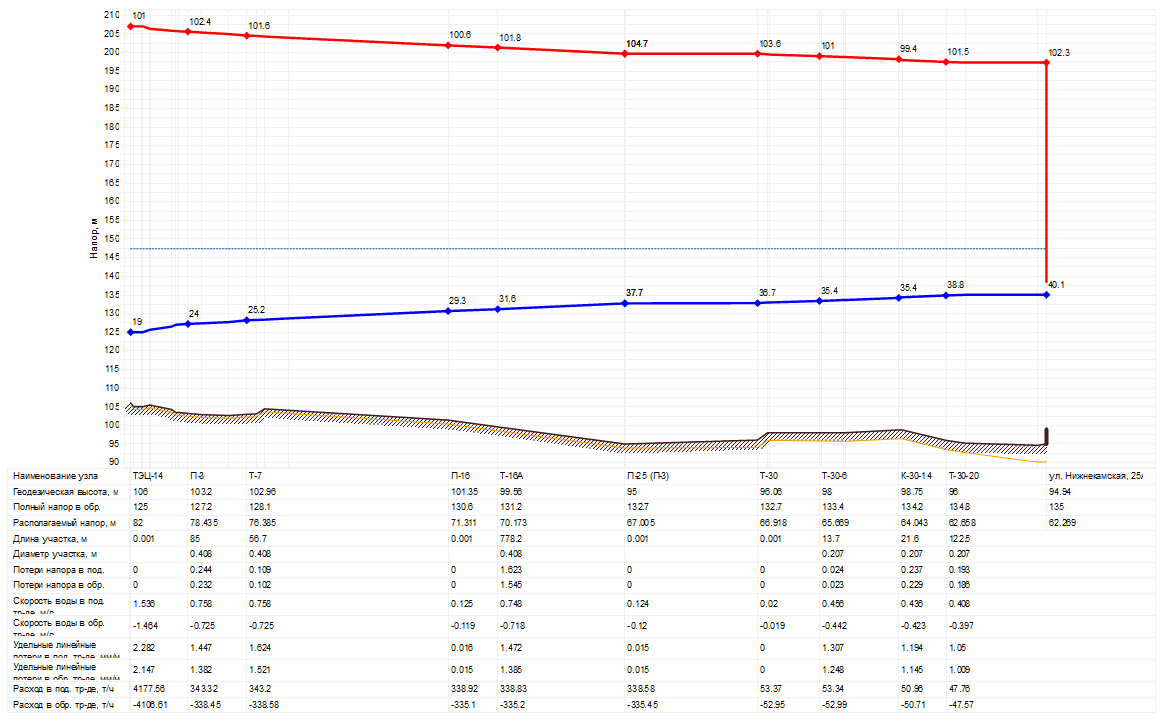 210
205
200
195
190
185
180
175
170
165
160
155
150
145
140
135
130
125
120
115
110
105
100
95
90
Напор, м
101 102.4 101.6 100.6 101.8 104.7 103.6 101 99.4 101.5 102.3
19 24 25.2 29.3 31.6 37.7 36.7 35.4 35.4 38.8 40.1
Наименование узла ТЭЦ-14 П-3 Т-7 П-16 Т-16А П-25 (П-3) Т-30 Т-30-6 К-30-14 Т-30-20 ул. Нижнекамская, 25/
Геодезическая высота, м 106 103.2 102.96 101.35 99.56 95 96.06 98 98.75 96 94.94
Полный напор в обр. 125 127.2 128.1 130.6 131.2 132.7 132.7 133.4 134.2 134.8 135
Располагаемый напор, м 82 78.435 76.385 71.311 70.173 67.005 66.918 65.669 64.043 62.658 62.269
Длина участка, м 0.001 85 56.7 0.001 778.2 0.001 0.001 13.7 21.6 122.5
Диаметр участка, м 0.408 0.408 0.408 0.207 0.207 0.207
Потери напора в под. 0 0.244 0.109 0 1.623 0 0 0.024 0.237 0.193
Потери напора в обр. 0 0.232 0.102 0 1.545 0 0 0.023 0.229 0.186
Скорость воды в под.
тр-де, м/с 1.536 0.758 0.758 0.125 0.748 0.124 0.02 0.456 0.436 0.408
Скорость воды в обр.
тр-де, м/с -1.464 -0.725 -0.725 -0.119 -0.718 -0.12 -0.019 -0.442 -0.423 -0.397
Удельные линейные
потери в под. тр-де, мм/м 2.282 1.447 1.624 0.016 1.472 0.015 0 1.307 1.194 1.05
Удельные линейные
потери в обр. тр-де, мм/м 2.147 1.382 1.521 0.015 1.385 0.015 0 1.248 1.145 1.009
Расход в под. тр-де, т/ч 4177.56 343.32 343.2 338.92 338.83 338.58 53.37 53.34 50.96 47.76
Расход в обр. тр-де, т/ч -4106.61 -338.45 -338.58 -335.1 -335.2 -335.45 -52.95 -52.99 -50.71 -47.57